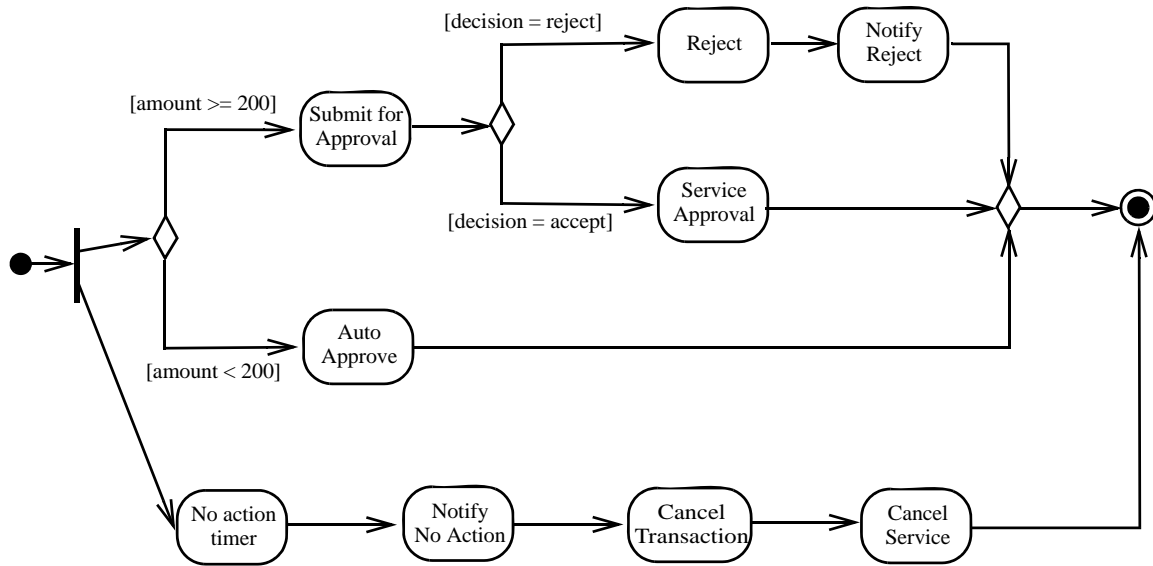 [decision = reject]
Reject
Notify
Reject
[amount >= 200]
Submit for
Approval
[decision = accept]
Service
Approval
Auto
Approve
[amount < 200]
No action
timer
Notify
No Action
Cancel
Transaction
Cancel
Service